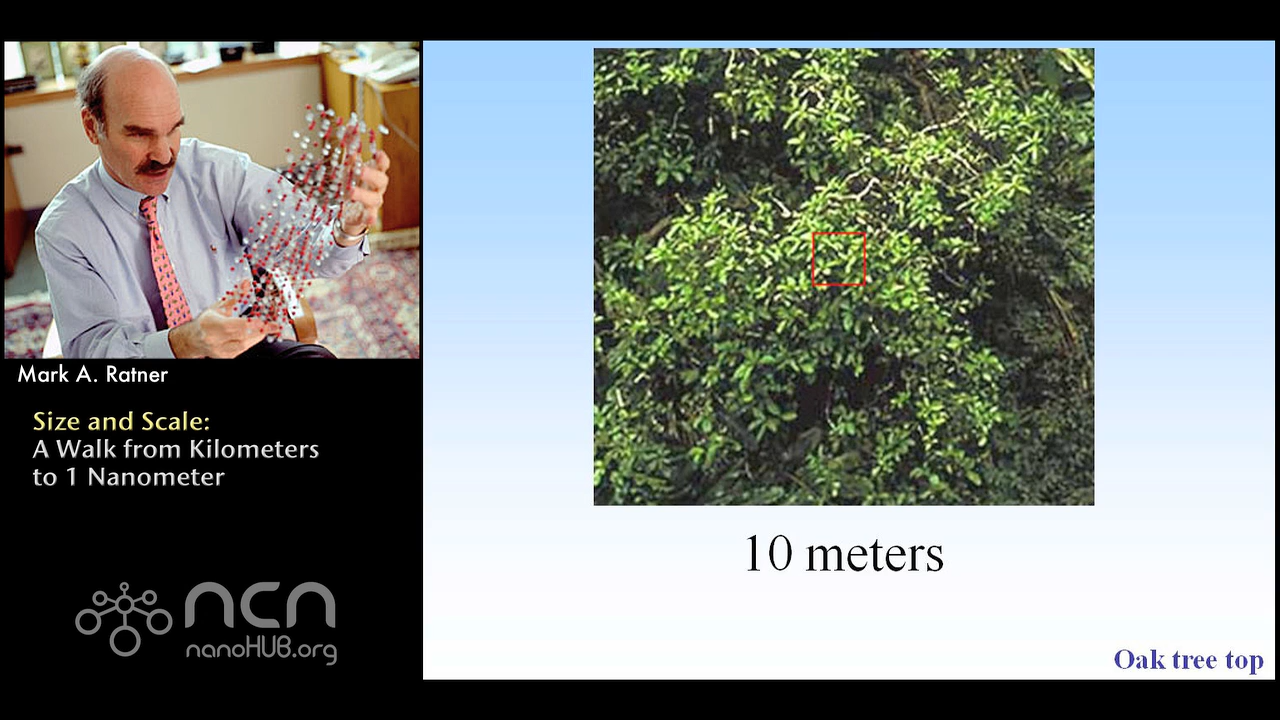 Mark A. Ratner
Size and Scale:
A Walk from Kilometers
to 1 Nanometer
ncn
nanoHUB.org
10 meters
Oak tree top